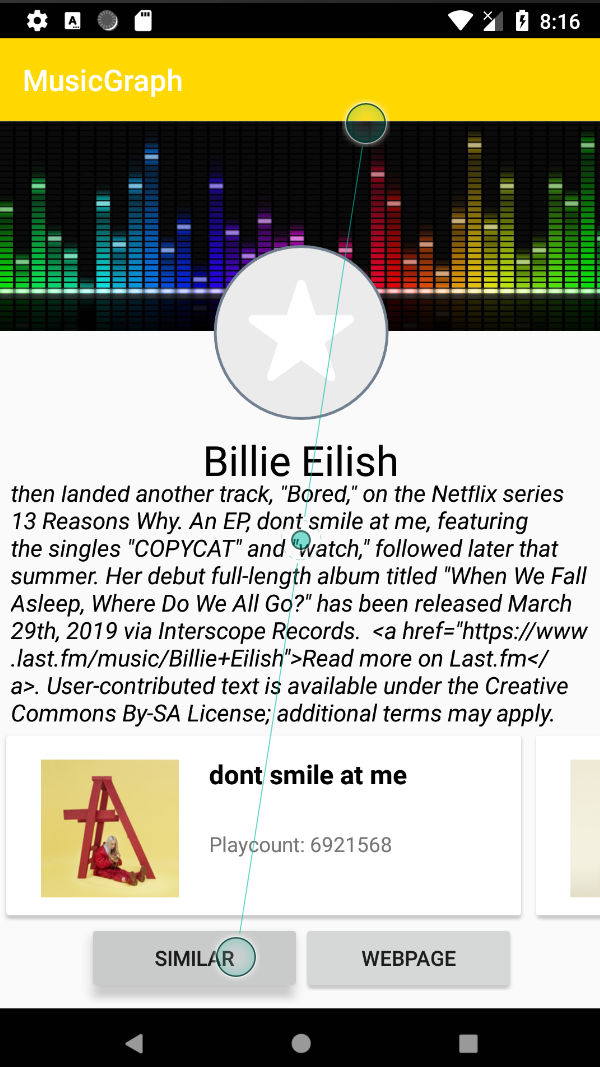 8:16
MusicGraph
Billie Eilish
then landed another track, "Bored," on the Netflix series
13 Reasons Why. An EP, dont smile at me, featuring
the singles "COPYCAT" and "watch," followed later that
summer. Her debut full-length album titled "When We Fall
Asleep, Where Do We All Go?" has been released March
29th, 2019 via Interscope Records.  <a href="https://www
.last.fm/music/Billie+Eilish">Read more on Last.fm</
a>. User-contributed text is available under the Creative
Commons By-SA License; additional terms may apply.
dont smile at me
Playcount: 6921568
SIMILAR
WEBPAGE